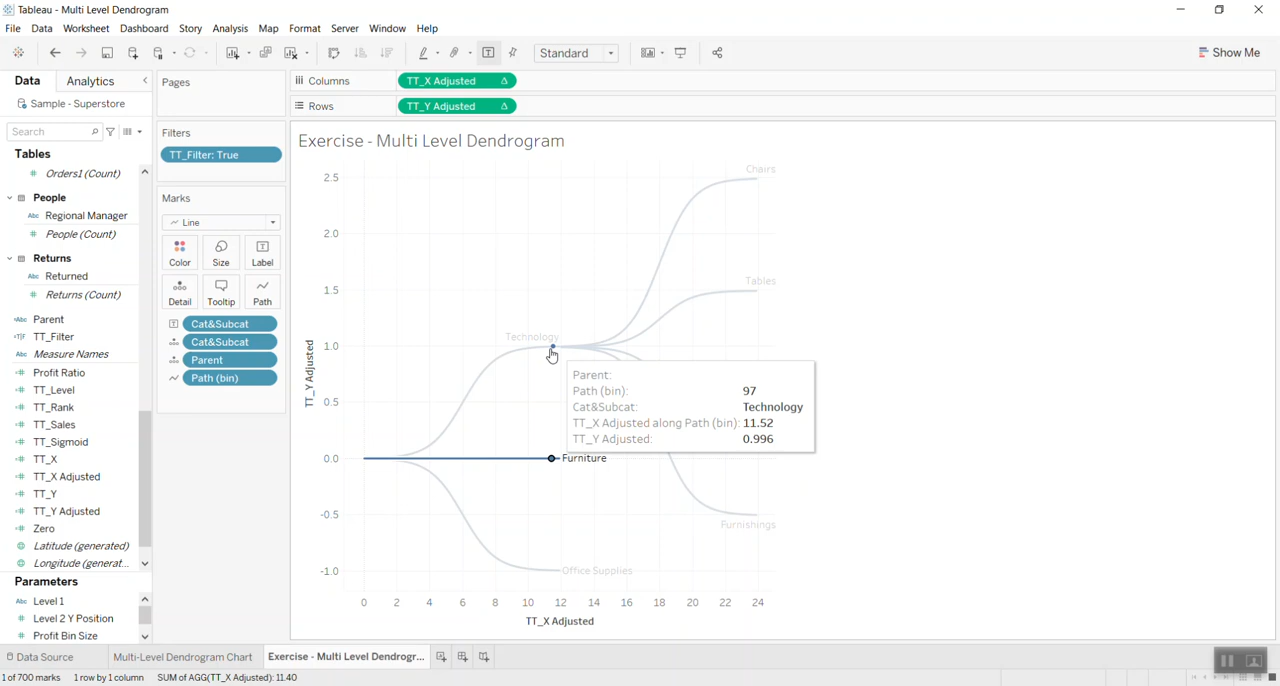 Tableau - Multi Level Dendrogram
File Data Worksheet Dashboard Story Analysis Map Format Server Window Help
Standard
Show Me
Data Analytics
Sample - Superstore
Search
Tables
# Orders1 (Count)
People
Abc Regional Manager
# People (Count)
Returns
Abc Returned
# Returns (Count)
Abc Parent
TT_Filter
Abc Measure Names
Profit Ratio
TT_Level
TT_Rank
TT_Sales
TT_Sigmoid
TT_X
TT_X Adjusted
TT_Y
TT_Y Adjusted
Zero
Latitude (generated)
Longitude (generat...
Parameters
Abc Level 1
# Level 2 Y Position
# Profit Bin Size
Pages
Filters
TT_Filter: True
Marks
Line
Color Size Label
Detail Tooltip Path
Cat&Subcat
Cat&Subcat
Parent
Path (bin)
Columns TT_X Adjusted
Rows TT_Y Adjusted
Exercise - Multi Level Dendrogram
Chairs
2.5
2.0
Tables
1.5
Technology
1.0
0.5
0.0
-0.5
-1.0
TT_Y Adjusted
Parent:
Path (bin): 97
Cat&Subcat: Technology
TT_X Adjusted along Path (bin): 11.52
TT_Y Adjusted: 0.996
Furniture
Furnishings
Office Supplies
0 2 4 6 8 10 12 14 16 18 20 22 24
TT_X Adjusted
Data Source Multi-Level Dendrogram Chart Exercise - Multi Level Dendrogr...
1 of 700 marks 1 row by 1 column SUM of AGG(TT_X Adjusted): 11.40